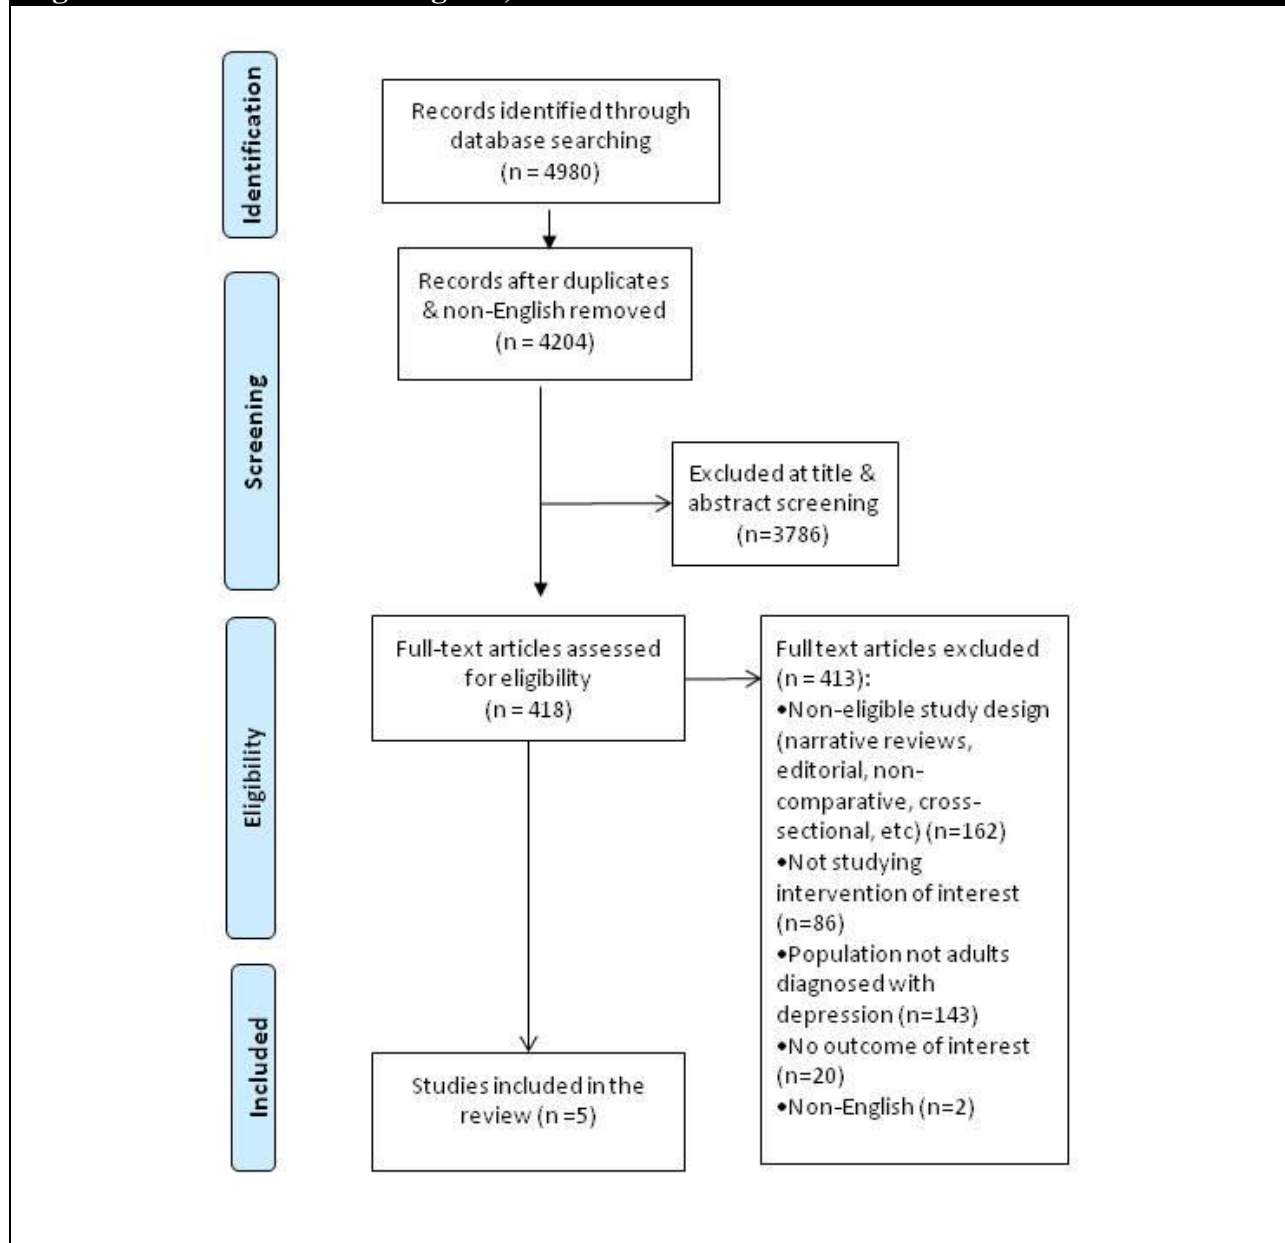 Identification
Records identified through
database searching
(n = 4980)
Records after duplicates
& non-English removed
(n = 4204)
Screening
Excluded at title &
abstract screening
(n=3786)
Eligibility
Full-text articles assessed
for eligibility
(n = 418)
Full text articles excluded
(n = 413):
•Non-eligible study design
(narrative reviews,
editorial, non-
comparative, cross-
sectional, etc) (n=162)
•Not studying
intervention of interest
(n=86)
•Population not adults
diagnosed with
depression (n=143)
•No outcome of interest
(n=20)
•Non-English (n=2)
Included
Studies included in the
review (n =5)